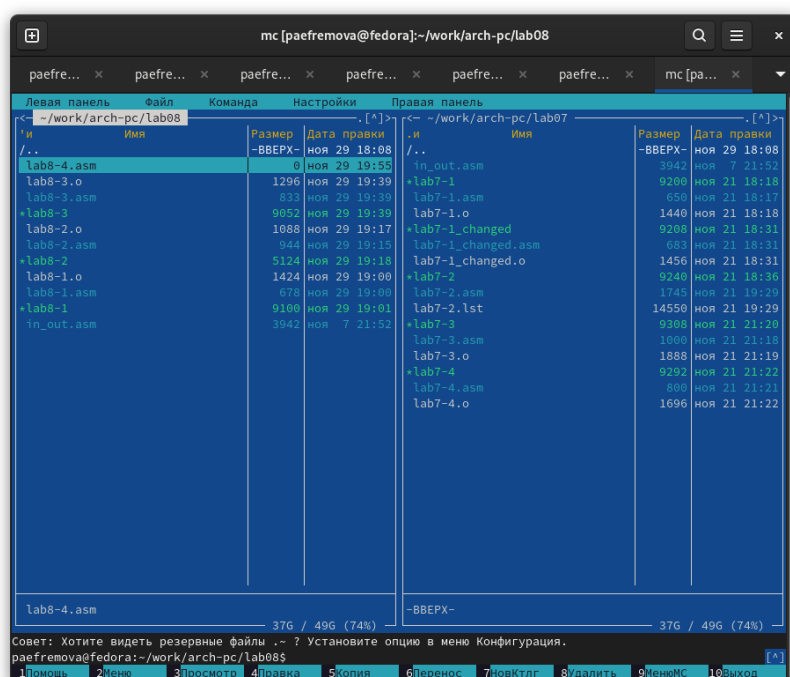 mc [paefremova@fedora]:~/work/arch-pc/lab08
paefre... × paefre... × paefre... × paefre... × paefre... × paefre... × mc [pa... ×
Левая панель Файл Команда Настройки Правая панель
<— ~/work/arch-pc/lab08 —.[^]>
'и Имя Размер Дата правки
/.. -ВВЕРХ- ноя 29 18:08
lab8-4.asm 0 ноя 29 19:55
lab8-3.o 1296 ноя 29 19:39
lab8-3.asm 833 ноя 29 19:39
*lab8-3 9052 ноя 29 19:39
lab8-2.o 1088 ноя 29 19:17
lab8-2.asm 944 ноя 29 19:15
*lab8-2 5124 ноя 29 19:18
lab8-1.o 1424 ноя 29 19:00
lab8-1.asm 678 ноя 29 19:00
*lab8-1 9100 ноя 29 19:01
in_out.asm 3942 ноя 7 21:52
lab8-4.asm
37G / 49G (74%)
<— ~/work/arch-pc/lab07 —.[^]>
.и Имя Размер Дата правки
/.. -ВВЕРХ- ноя 29 18:08
in_out.asm 3942 ноя 7 21:52
*lab7-1 9200 ноя 21 18:18
lab7-1.asm 650 ноя 21 18:17
lab7-1.o 1440 ноя 21 18:18
*lab7-1_changed 9208 ноя 21 18:31
lab7-1_changed.asm 683 ноя 21 18:31
lab7-1_changed.o 1456 ноя 21 18:31
*lab7-2 9240 ноя 21 18:36
lab7-2.asm 1745 ноя 21 19:29
lab7-2.lst 14550 ноя 21 19:29
*lab7-3 9308 ноя 21 21:20
lab7-3.asm 1000 ноя 21 21:18
lab7-3.o 1888 ноя 21 21:19
*lab7-4 9292 ноя 21 21:22
lab7-4.asm 800 ноя 21 21:21
lab7-4.o 1696 ноя 21 21:22
-ВВЕРХ-
37G / 49G (74%)
Совет: Хотите видеть резервные файлы .~ ? Установите опцию в меню Конфигурация.
paefremova@fedora:~/work/arch-pc/lab08$ [^]
1Помощь 2Меню 3Просмотр 4Правка 5Копия 6Перенос 7НовКтлг 8Удалить 9МенюМС 10Выход